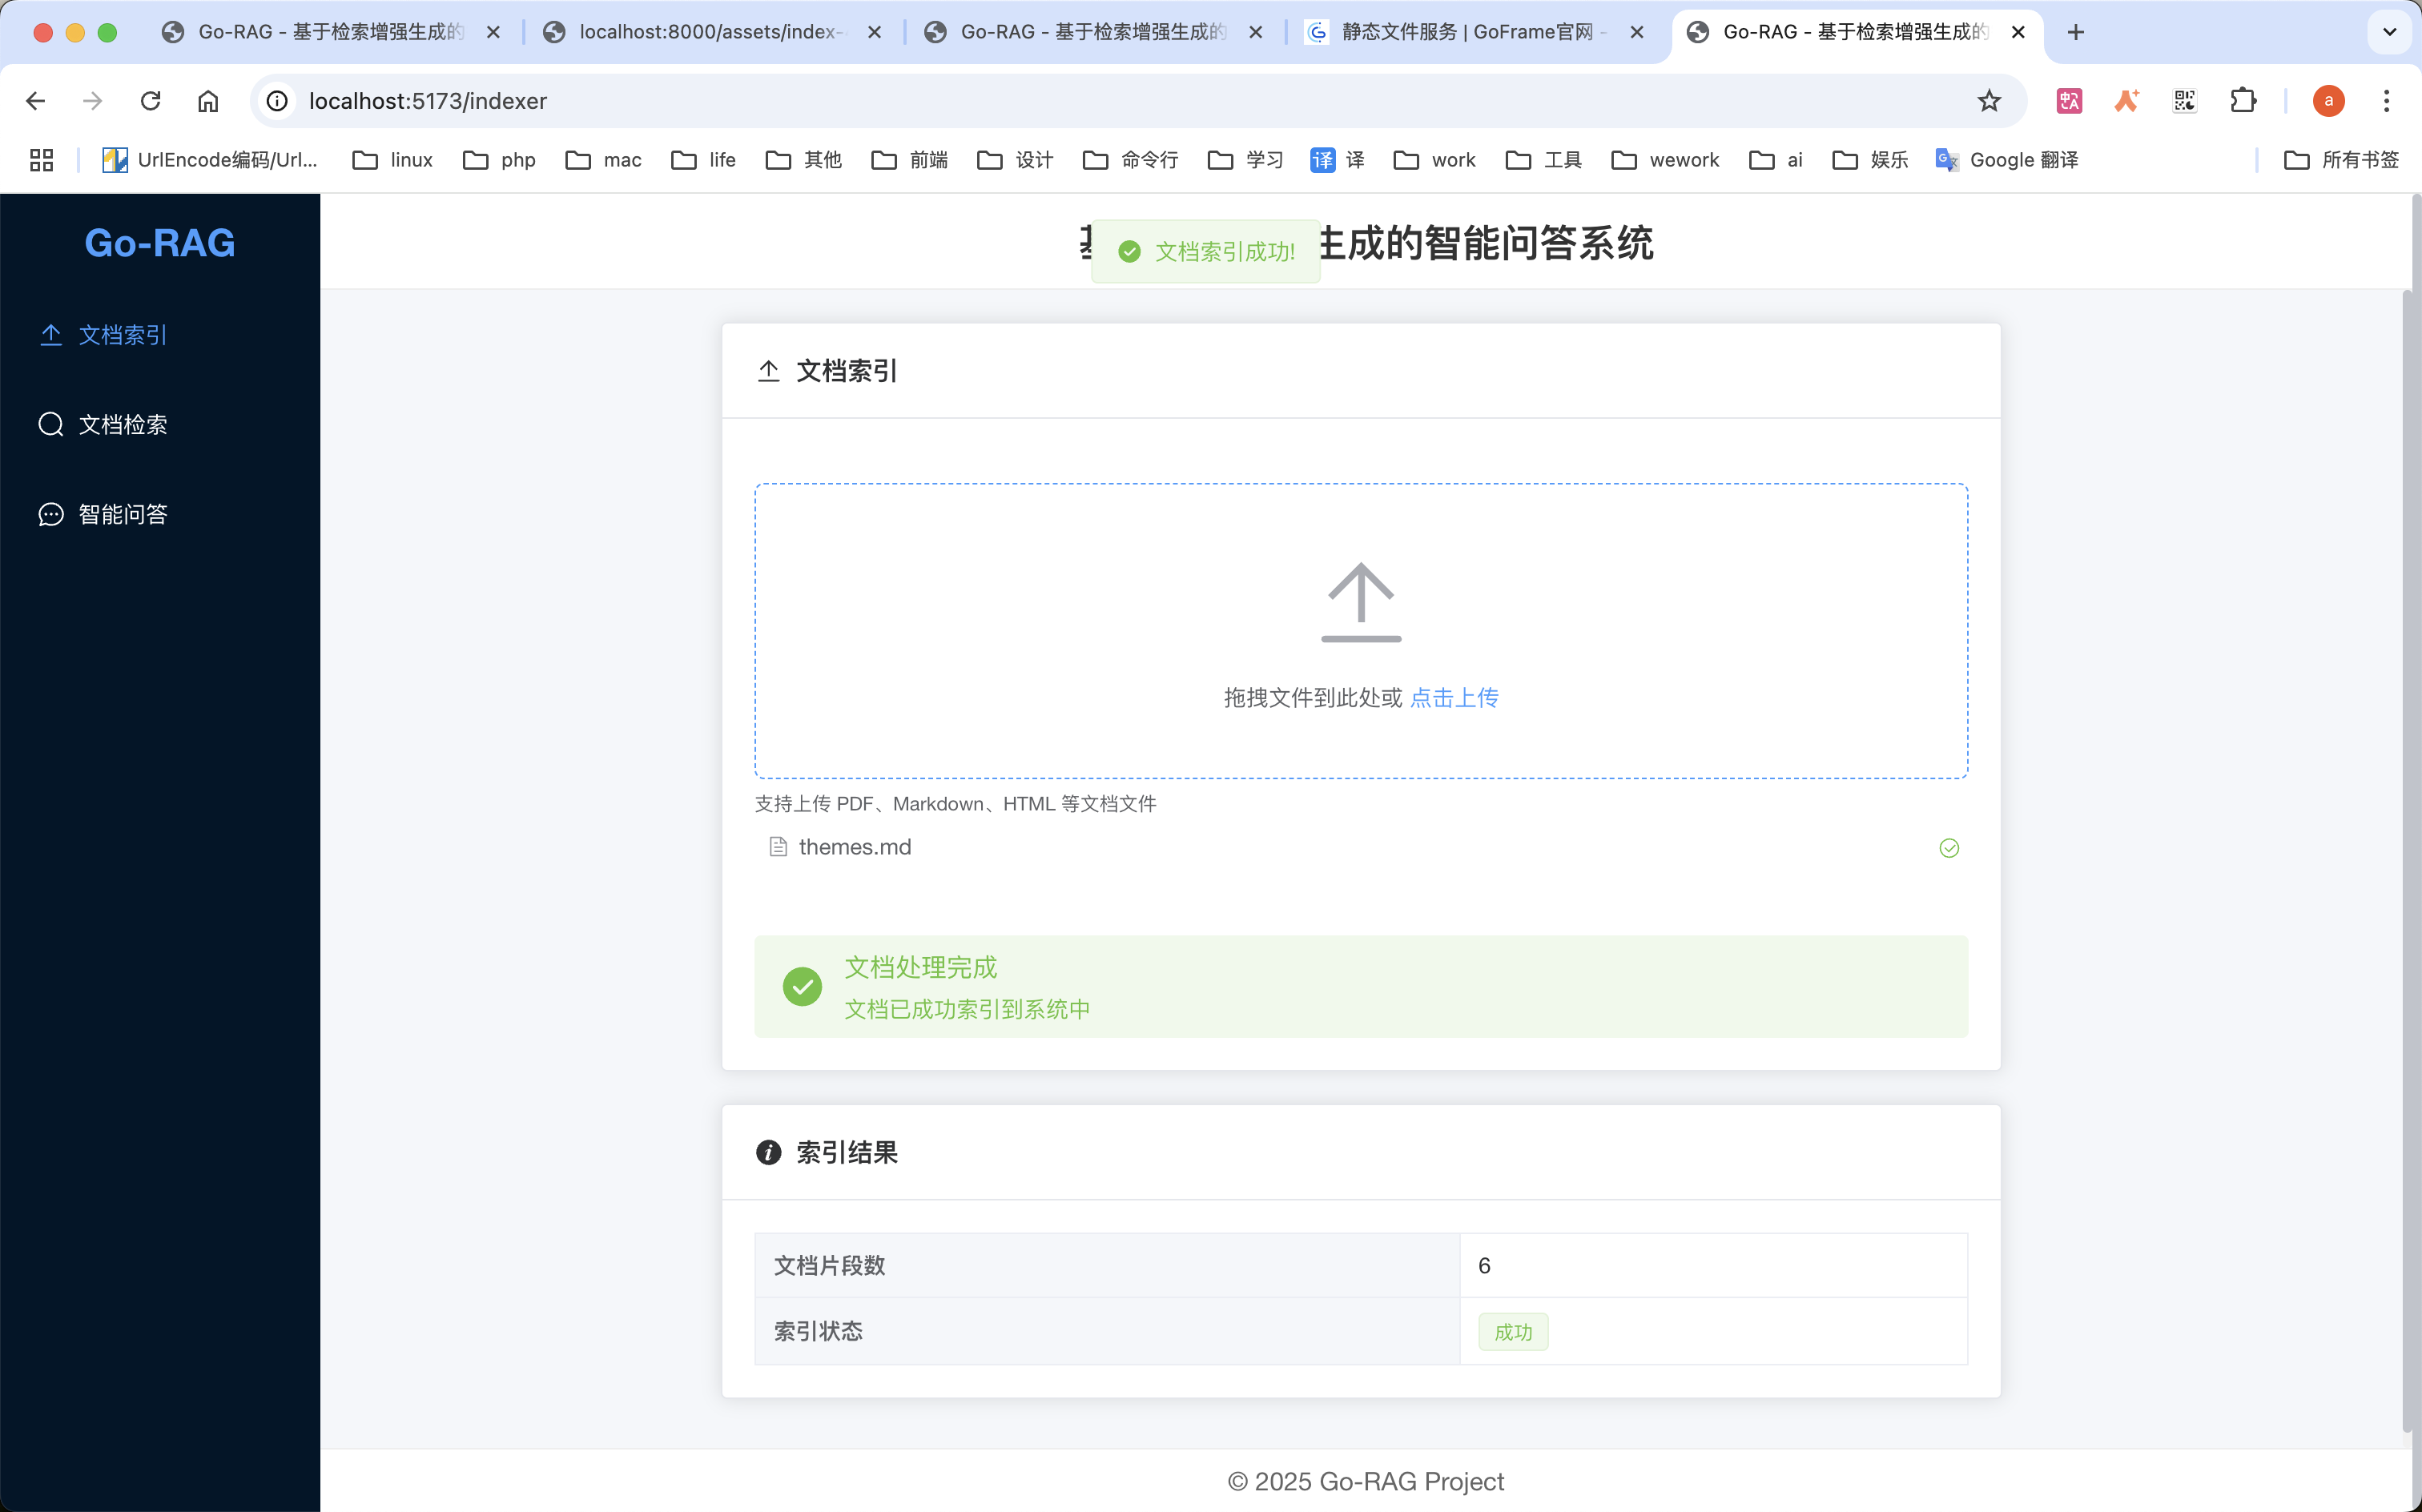 Go-RAG - 基于检索增强生成的
localhost:8000/assets/index-
Go-RAG - 基于检索增强生成的
静态文件服务 | GoFrame官网 -
Go-RAG - 基于检索增强生成的
localhost:5173/indexer
a
UrlEncode编码/Url...
linux
php
mac
life
其他
前端
设计
命令行
学习
译 译
work
工具
wework
ai
娱乐
Google 翻译
所有书签
Go-RAG
生成的智能问答系统
文档索引成功!
文档索引
文档检索
智能问答
文档索引
拖拽文件到此处或 点击上传
支持上传 PDF、Markdown、HTML 等文档文件
themes.md
文档处理完成
文档已成功索引到系统中
索引结果
文档片段数 6
索引状态 成功
© 2025 Go-RAG Project